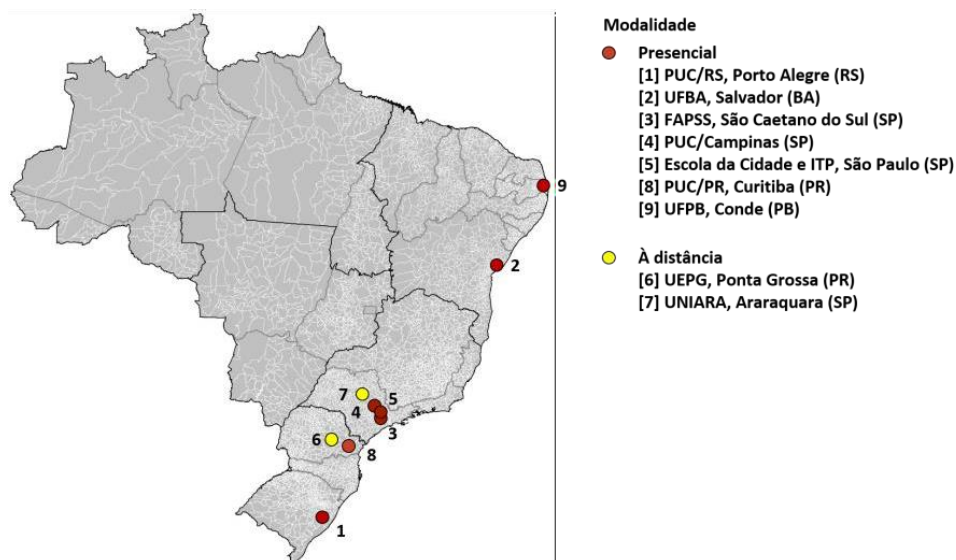 Modalidade
Presencial
[1] PUC/RS, Porto Alegre (RS)
[2] UFBA, Salvador (BA)
[3] FAPSS, São Caetano do Sul (SP)
[4] PUC/Campinas (SP)
[5] Escola da Cidade e ITP, São Paulo (SP)
[8] PUC/PR, Curitiba (PR)
[9] UFPB, Conde (PB)
À distância
[6] UEPG, Ponta Grossa (PR)
[7] UNIARA, Araraquara (SP)
9
2
7
5
4
3
6
8
1